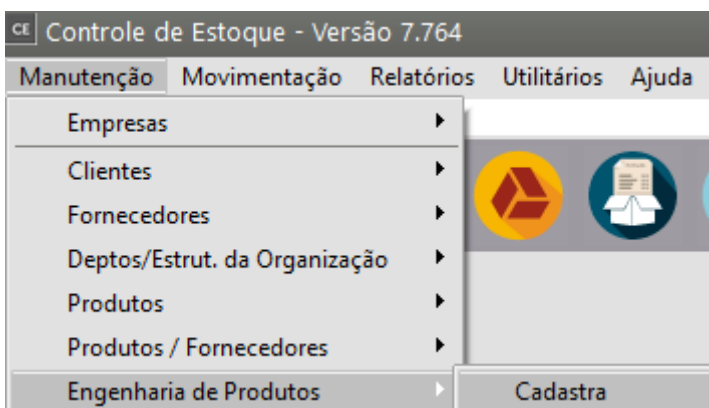 CE Controle de Estoque - Versão 7.764
Manutenção Movimentação Relatórios Utilitários Ajuda
Empresas
Clientes
Fornecedores
Deptos/Estrut. da Organização
Produtos
Produtos / Fornecedores
Engenharia de Produtos Cadastra